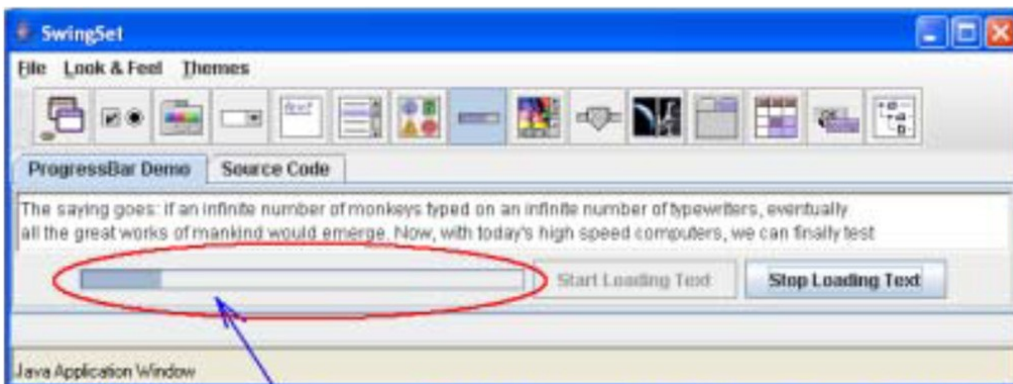 SwingSet
File Look & Feel Themes
ProgressBar Demo Source Code
The saying goes: if an infinite number of monkeys typed on an infinite number of typewriters, eventually
all the great works of mankind would emerge. Now, with today's high speed computers, we can finally test
Start Loading Text Stop Loading Text
Java Application Window